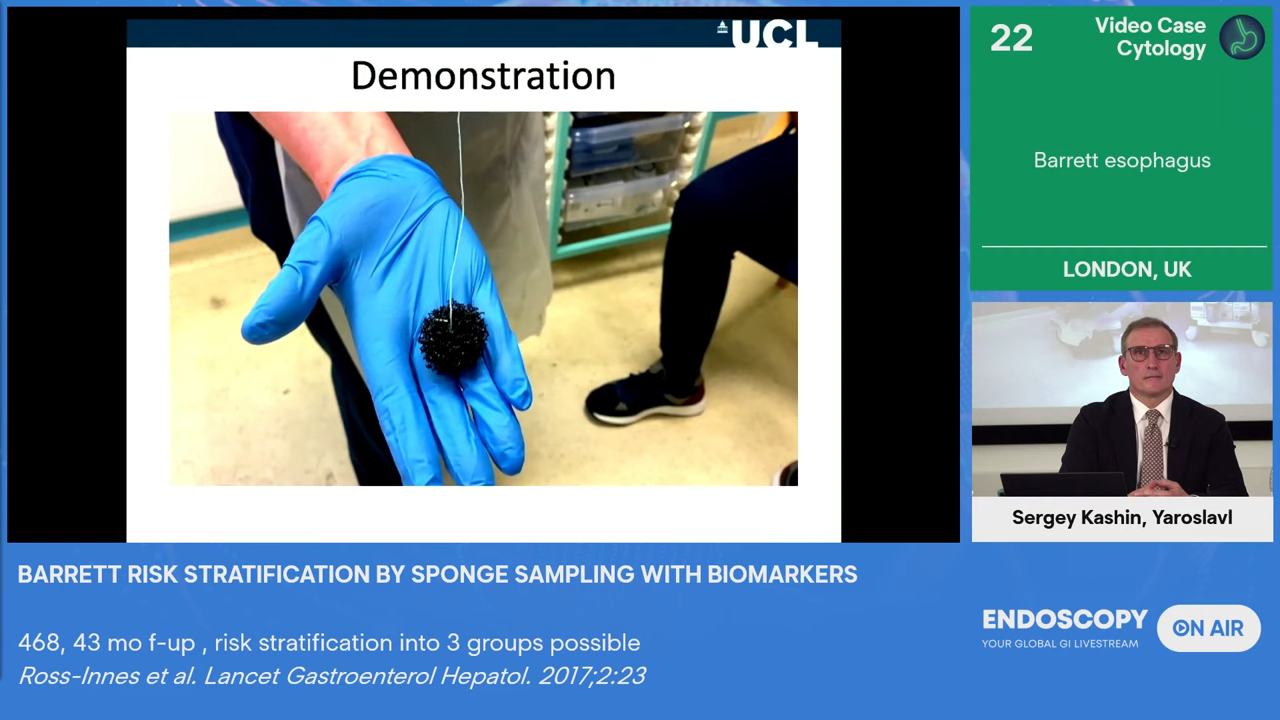 UCL
Demonstration
22
Video Case
Cytology
Barrett esophagus
LONDON, UK
Sergey Kashin, Yaroslavl
BARRETT RISK STRATIFICATION BY SPONGE SAMPLING WITH BIOMARKERS
468, 43 mo f-up , risk stratification into 3 groups possible
Ross-Innes et al. Lancet Gastroenterol Hepatol. 2017;2:23
ENDOSCOPY
YOUR GLOBAL GI LIVESTREAM
ON AIR